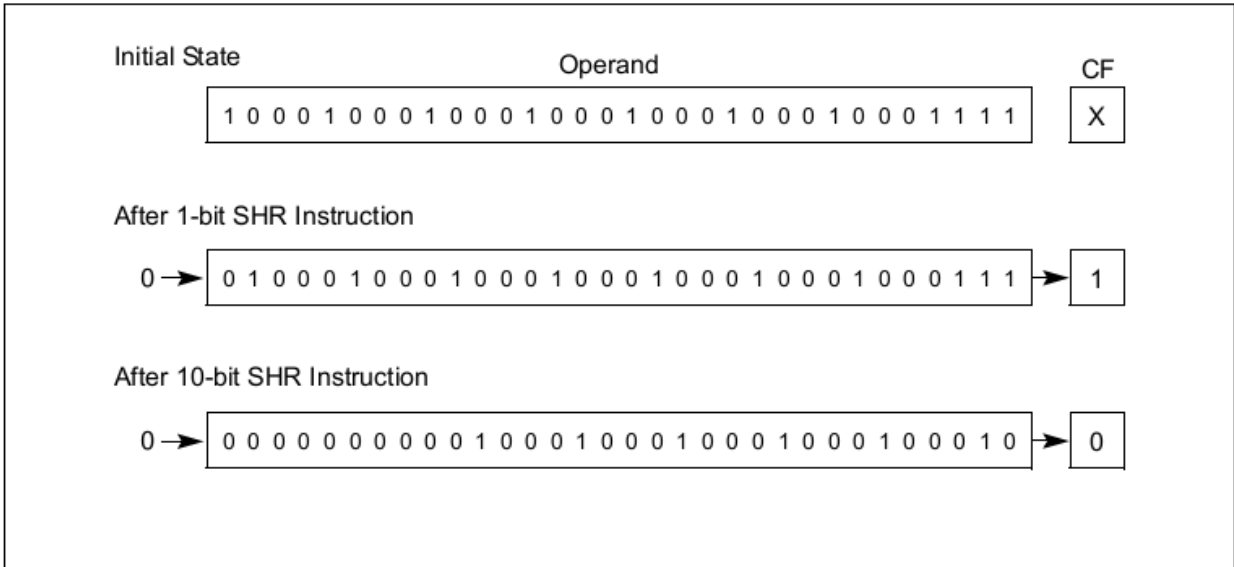 Initial State
Operand
CF
1 0 0 0 1 0 0 0 1 0 0 0 1 0 0 0 1 0 0 0 1 0 0 0 1 0 0 0 1 1 1 1 X
After 1-bit SHR Instruction
0 0 1 0 0 0 1 0 0 0 1 0 0 0 1 0 0 0 1 0 0 0 1 0 0 0 1 0 0 0 1 1 1 1
After 10-bit SHR Instruction
0 0 0 0 0 0 0 0 0 0 0 1 0 0 0 1 0 0 0 1 0 0 0 1 0 0 0 1 0 0 0 1 0 0